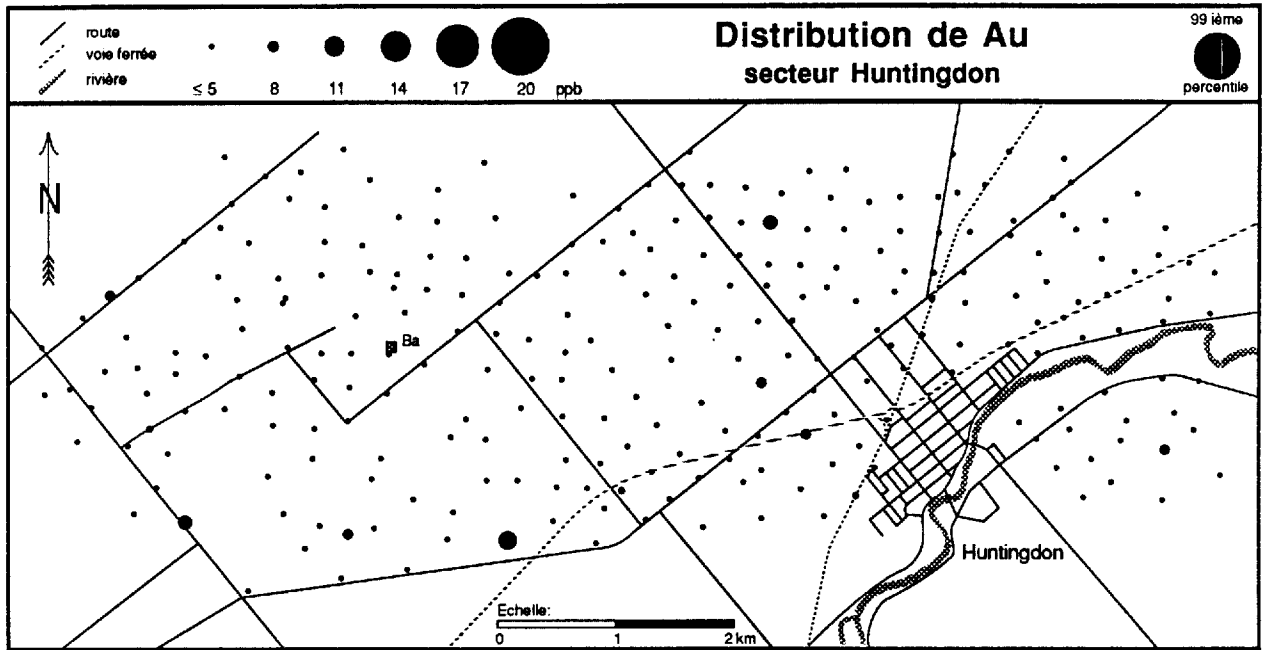 route
voie ferrée
rivière
≤ 5 8 11 14 17 20 ppb
Distribution de Au
secteur Huntingdon
99 ième
percentile
N
Ba
Huntingdon
Echelle:
0 1 2 km